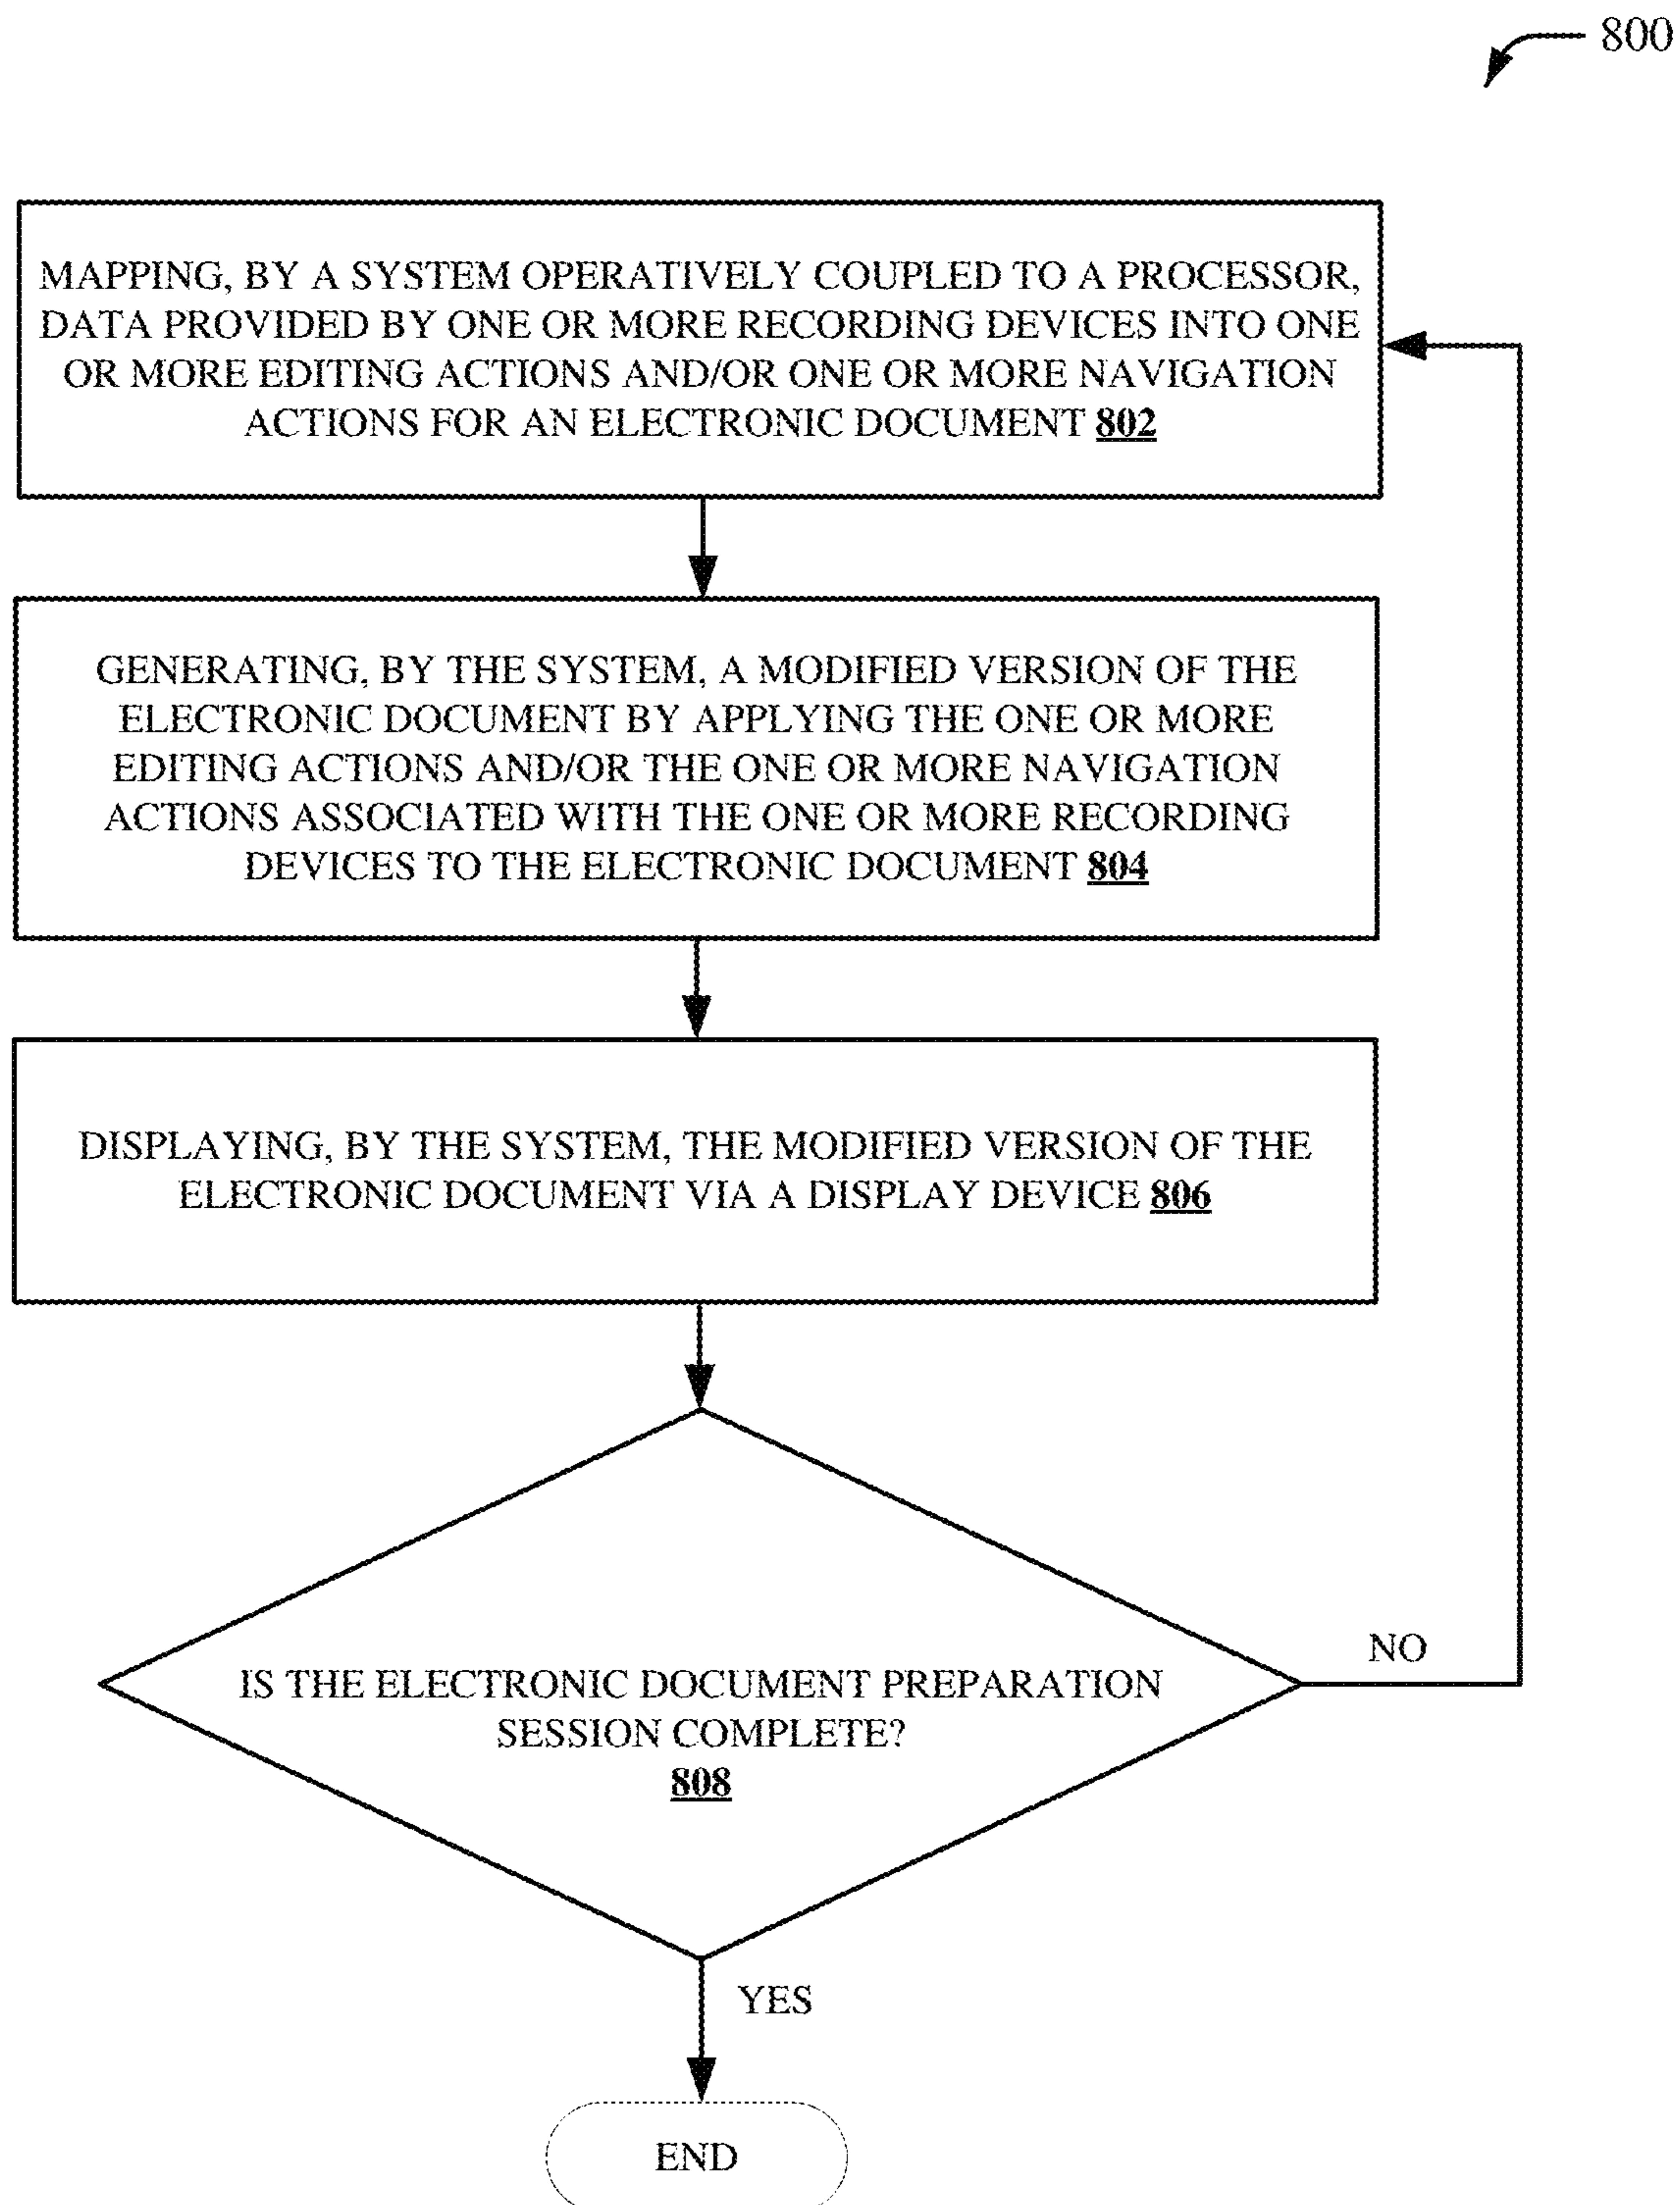 800
MAPPING, BY A SYSTEM OPERATIVELY COUPLED TO A PROCESSOR,
DATA PROVIDED BY ONE OR MORE RECORDING DEVICES INTO ONE
OR MORE EDITING ACTIONS AND/OR ONE OR MORE NAVIGATION
ACTIONS FOR AN ELECTRONIC DOCUMENT 802
GENERATING, BY THE SYSTEM, A MODIFIED VERSION OF THE
ELECTRONIC DOCUMENT BY APPLYING THE ONE OR MORE
EDITING ACTIONS AND/OR THE ONE OR MORE NAVIGATION
ACTIONS ASSOCIATED WITH THE ONE OR MORE RECORDING
DEVICES TO THE ELECTRONIC DOCUMENT 804
DISPLAYING, BY THE SYSTEM, THE MODIFIED VERSION OF THE
ELECTRONIC DOCUMENT VIA A DISPLAY DEVICE 806
NO
IS THE ELECTRONIC DOCUMENT PREPARATION
SESSION COMPLETE?
808
YES
END